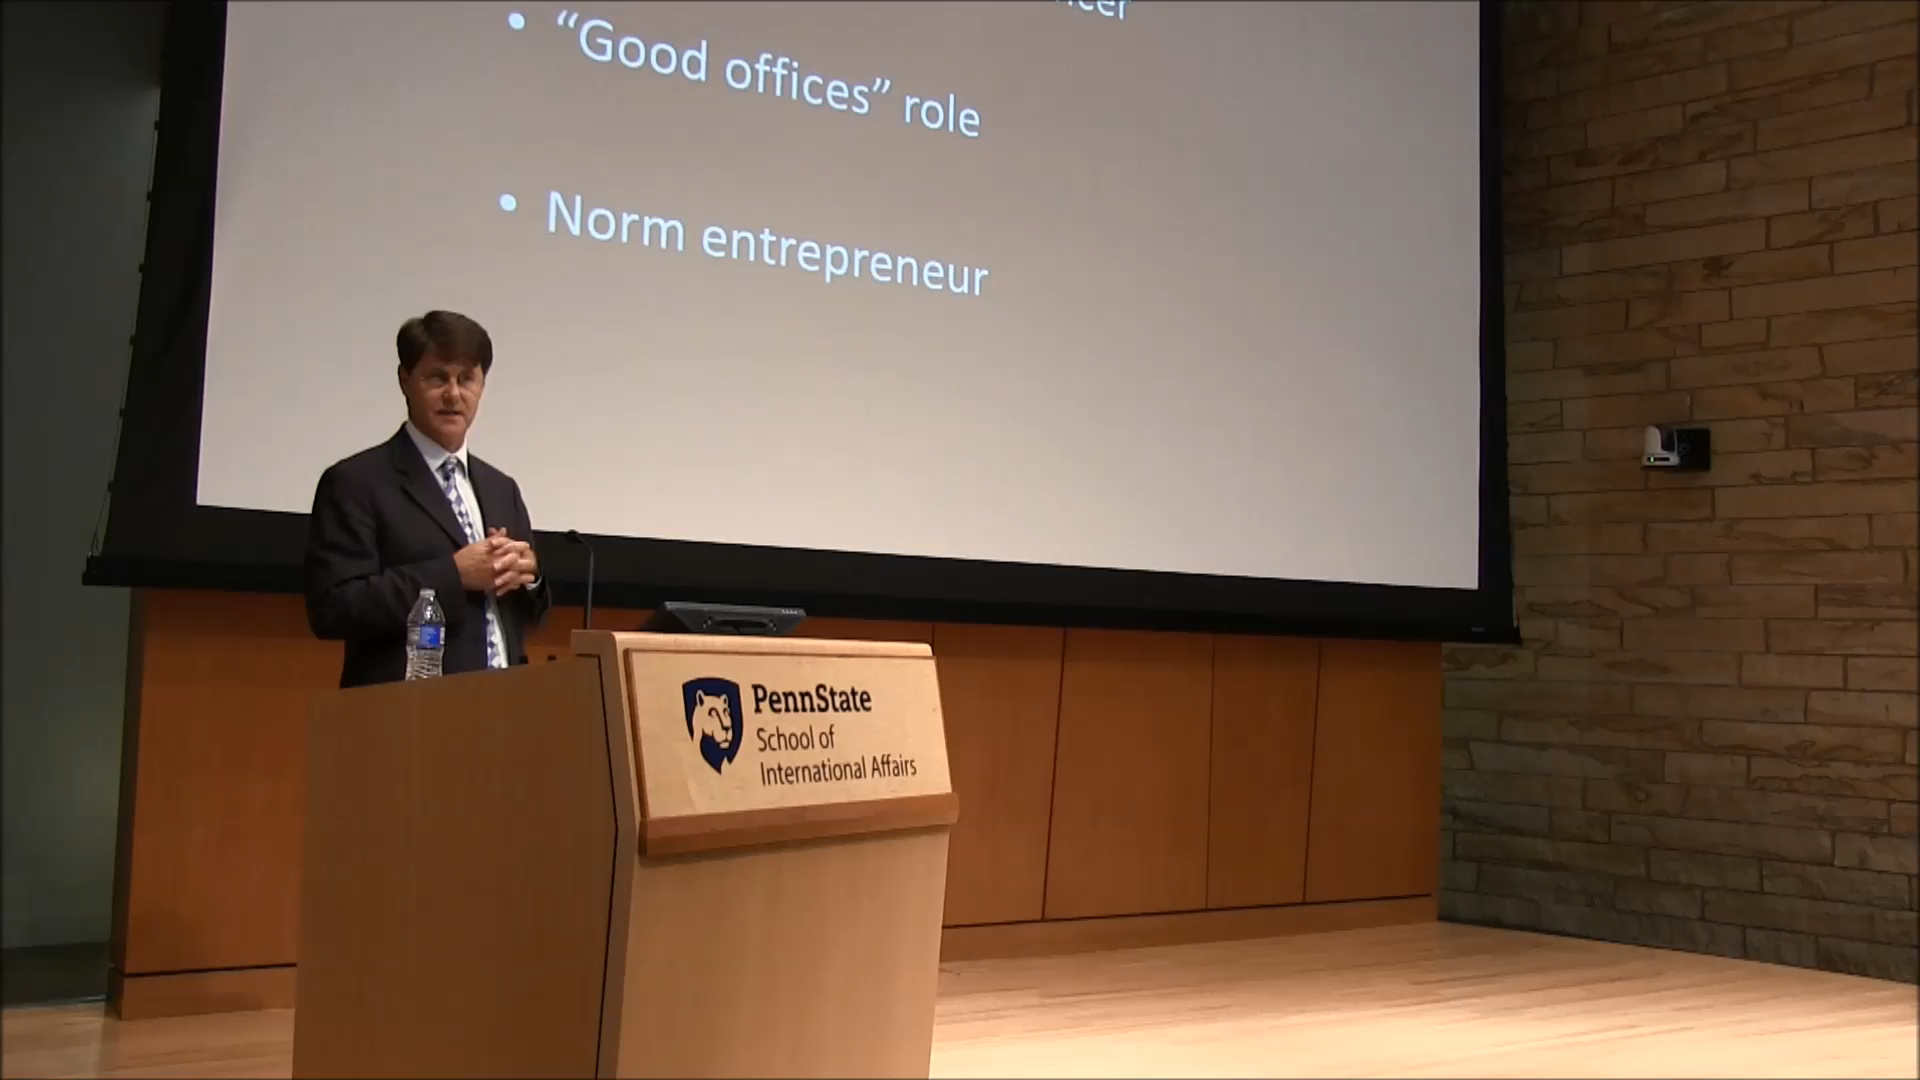 • “Good offices” role
• Norm entrepreneur
PennState
School of
International Affairs